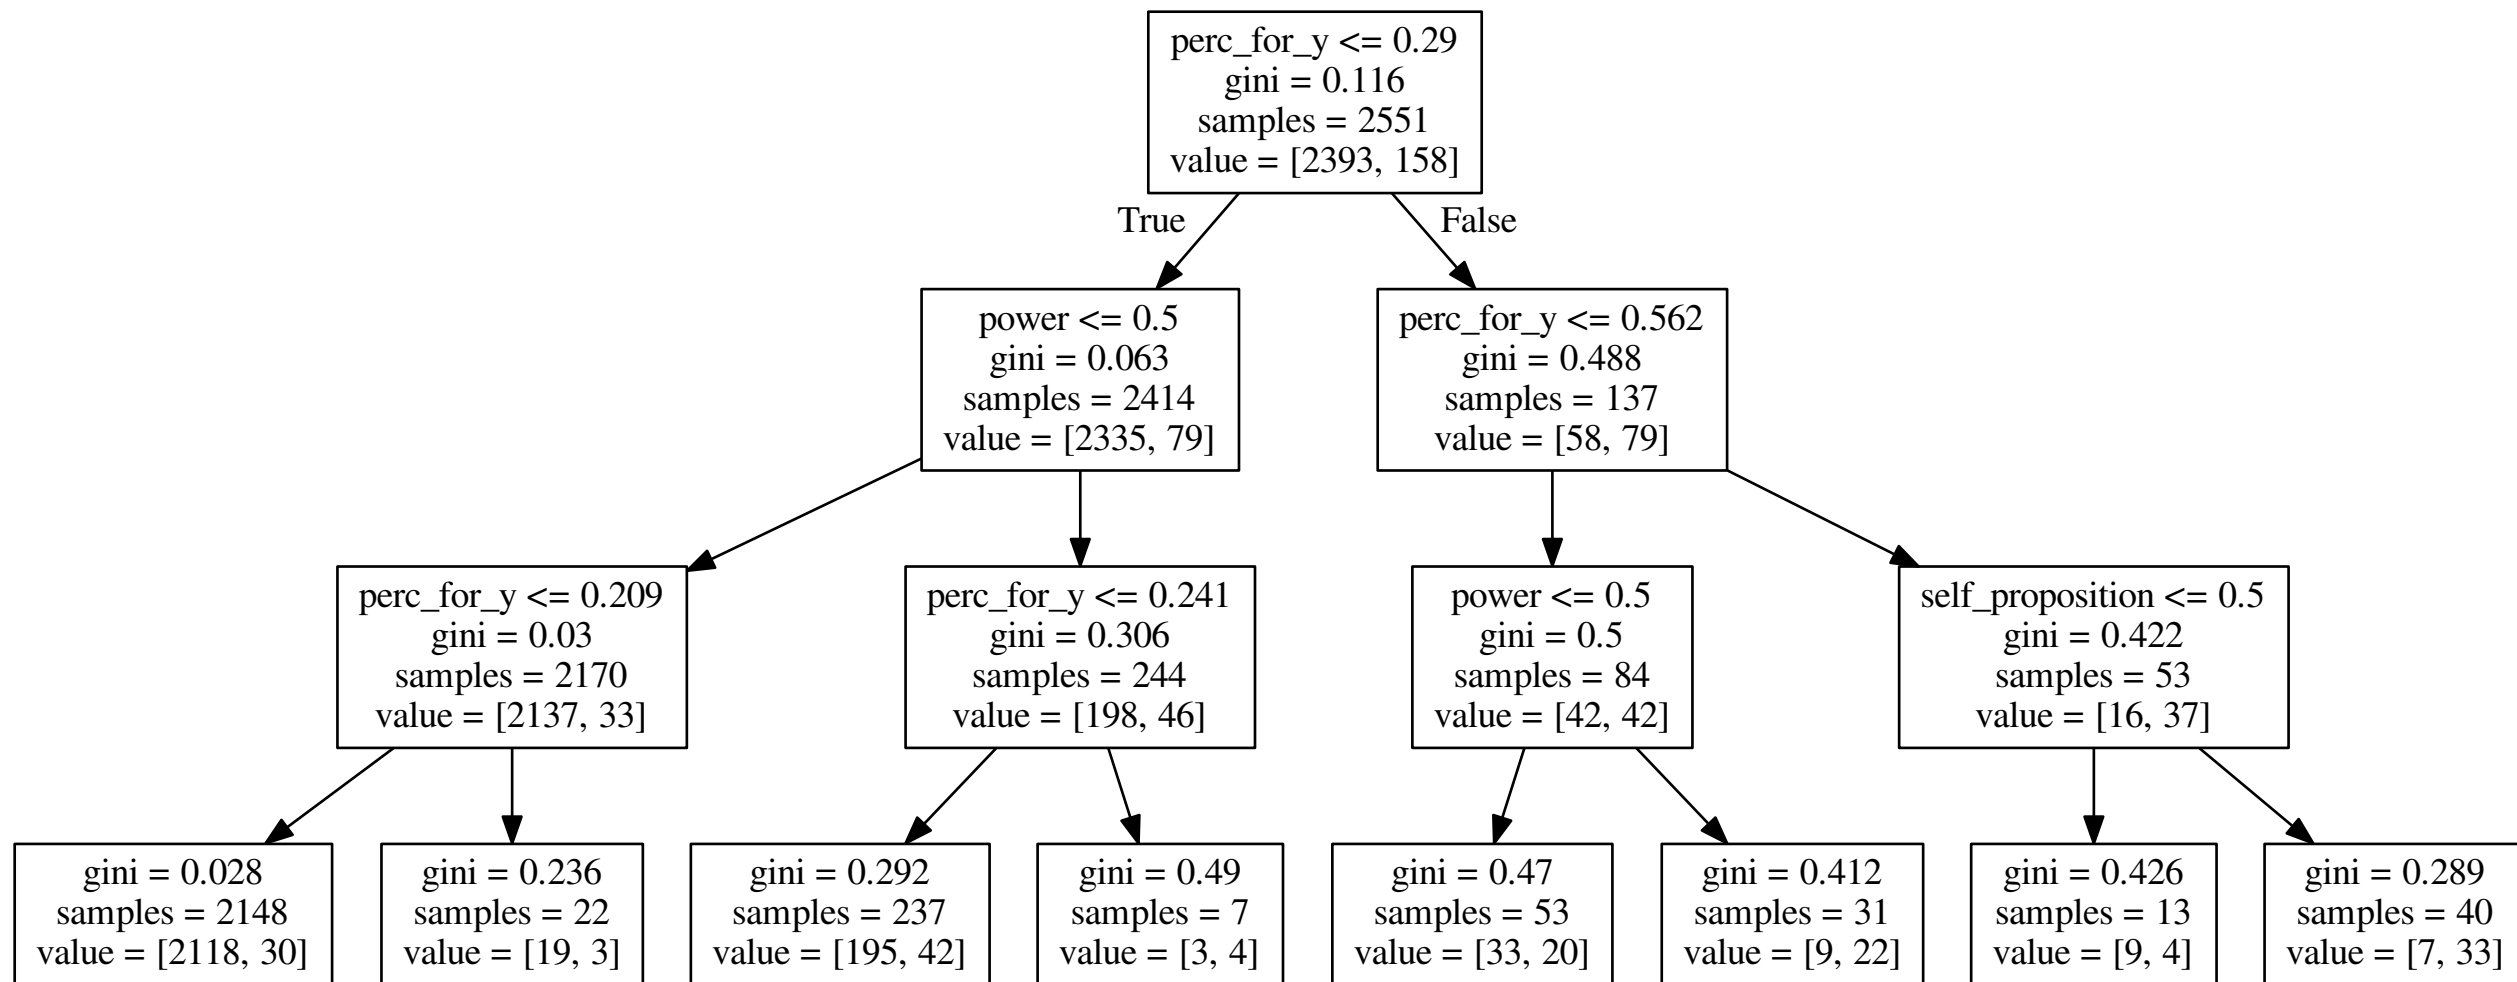 perc_for_y <= 0.29
gini = 0.116
samples = 2551
value = [2393, 158]
True
False
power <= 0.5
gini = 0.063
samples = 2414
value = [2335, 79]
perc_for_y <= 0.562
gini = 0.488
samples = 137
value = [58, 79]
perc_for_y <= 0.209
gini = 0.03
samples = 2170
value = [2137, 33]
perc_for_y <= 0.241
gini = 0.306
samples = 244
value = [198, 46]
power <= 0.5
gini = 0.5
samples = 84
value = [42, 42]
self_proposition <= 0.5
gini = 0.422
samples = 53
value = [16, 37]
gini = 0.028
samples = 2148
value = [2118, 30]
gini = 0.236
samples = 22
value = [19, 3]
gini = 0.292
samples = 237
value = [195, 42]
gini = 0.49
samples = 7
value = [3, 4]
gini = 0.47
samples = 53
value = [33, 20]
gini = 0.412
samples = 31
value = [9, 22]
gini = 0.426
samples = 13
value = [9, 4]
gini = 0.289
samples = 40
value = [7, 33]